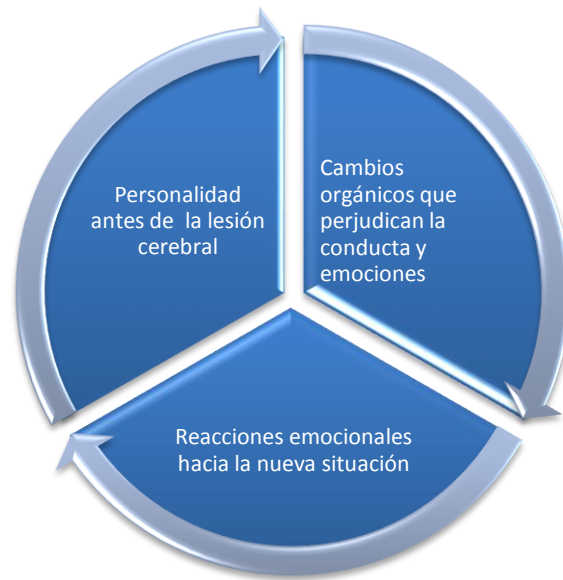 Personalidad
antes de la lesión
cerebral
Cambios
orgánicos que
perjudican la
conducta y
emociones
Reacciones emocionales
hacia la nueva situación